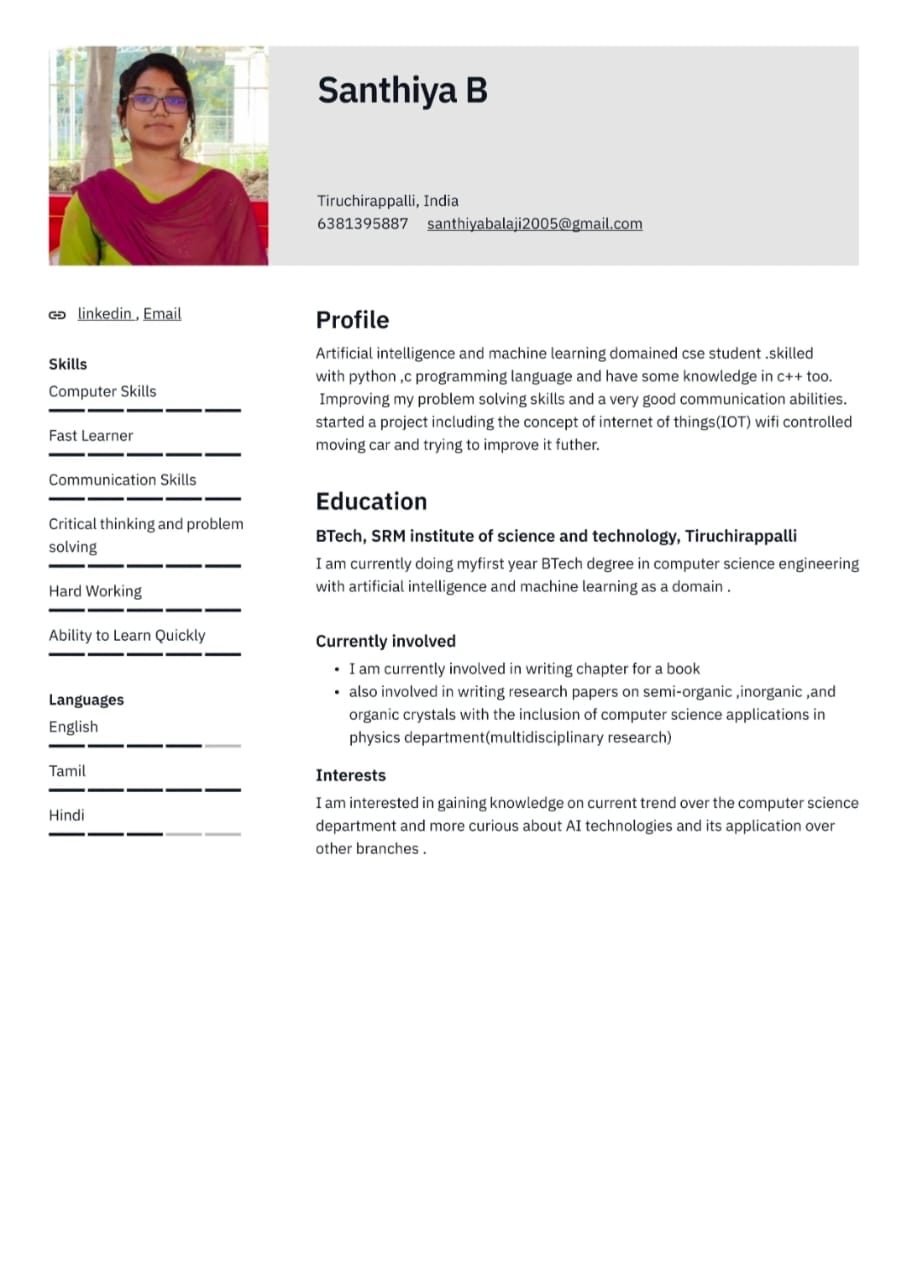 Santhiya B
Tiruchirappalli, India
6381395887 santhiyabalaji2005@gmail.com
linkedin , Email
Skills
Computer Skills
Fast Learner
Communication Skills
Critical thinking and problem
solving
Hard Working
Ability to Learn Quickly
Languages
English
Tamil
Hindi
Profile
Artificial intelligence and machine learning domained cse student .skilled
with python ,c programming language and have some knowledge in c++ too.
Improving my problem solving skills and a very good communication abilities.
started a project including the concept of internet of things(IOT) wifi controlled
moving car and trying to improve it futher.
Education
BTech, SRM institute of science and technology, Tiruchirappalli
I am currently doing myfirst year BTech degree in computer science engineering
with artificial intelligence and machine learning as a domain .
Currently involved
• I am currently involved in writing chapter for a book
• also involved in writing research papers on semi-organic ,inorganic ,and
organic crystals with the inclusion of computer science applications in
physics department(multidisciplinary research)
Interests
I am interested in gaining knowledge on current trend over the computer science
department and more curious about AI technologies and its application over
other branches .